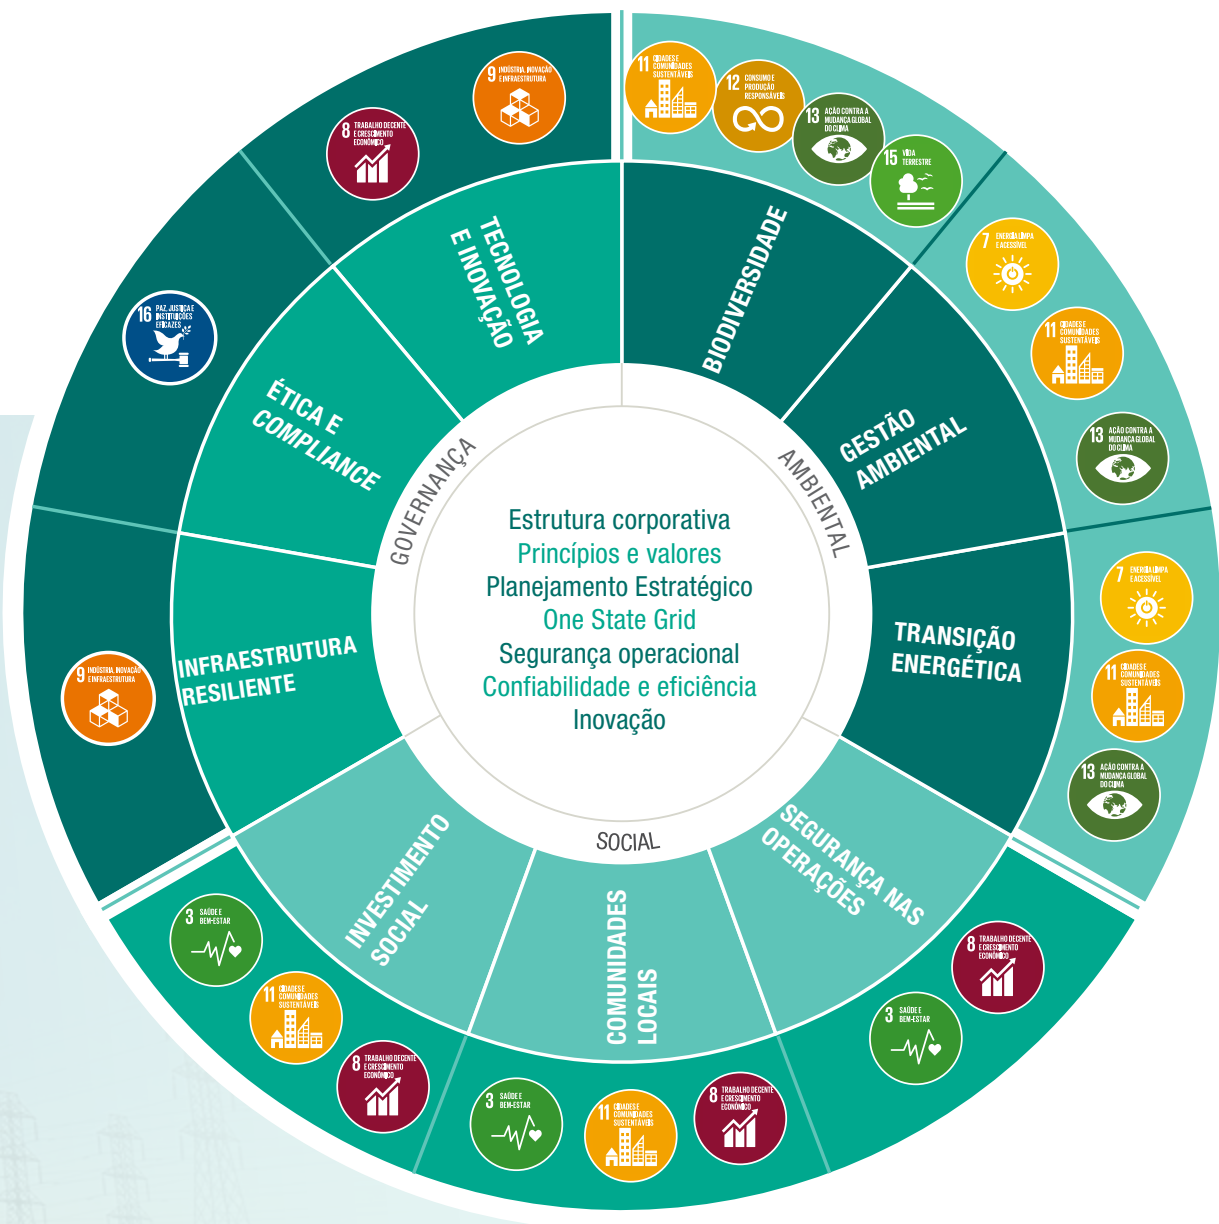 Estrutura corporativa
Princípios e valores
Planejamento Estratégico
One State Grid
Segurança operacional
Confiabilidade e eficiência
Inovação
AMBIENTAL
SOCIAL
GOVERNANÇA
BIODIVERSIDADE
11 CIDADES E
COMUNIDADES
SUSTENTÁVEIS
12 CONSUMO E
PRODUÇÃO
RESPONSÁVEIS
13 AÇÃO CONTRA A
MUDANÇA GLOBAL
DO CLIMA
15 VIDA
TERRESTRE
GESTÃO
AMBIENTAL
7 ENERGIA LIMPA
E ACESSÍVEL
11 CIDADES E
COMUNIDADES
SUSTENTÁVEIS
13 AÇÃO CONTRA A
MUDANÇA GLOBAL
DO CLIMA
TRANSIÇÃO
ENERGÉTICA
7 ENERGIA LIMPA
E ACESSÍVEL
11 CIDADES E
COMUNIDADES
SUSTENTÁVEIS
13 AÇÃO CONTRA A
MUDANÇA GLOBAL
DO CLIMA
SEGURANÇA NAS
OPERAÇÕES
8 TRABALHO DECENTE
E CRESCIMENTO
ECONÔMICO
3 SAÚDE E
BEM-ESTAR
COMUNIDADES
LOCAIS
3 SAÚDE E
BEM-ESTAR
11 CIDADES E
COMUNIDADES
SUSTENTÁVEIS
8 TRABALHO DECENTE
E CRESCIMENTO
ECONÔMICO
INVESTIMENTO
SOCIAL
3 SAÚDE E
BEM-ESTAR
11 CIDADES E
COMUNIDADES
SUSTENTÁVEIS
8 TRABALHO DECENTE
E CRESCIMENTO
ECONÔMICO
INFRAESTRUTURA
RESILIENTE
9 INDÚSTRIA, INOVAÇÃO
E INFRAESTRUTURA
ÉTICA E
COMPLIANCE
16 PAZ, JUSTIÇA E
INSTITUIÇÕES
EFICAZES
TECNOLOGIA
E INOVAÇÃO
8 TRABALHO DECENTE
E CRESCIMENTO
ECONÔMICO
9 INDÚSTRIA, INOVAÇÃO
E INFRAESTRUTURA